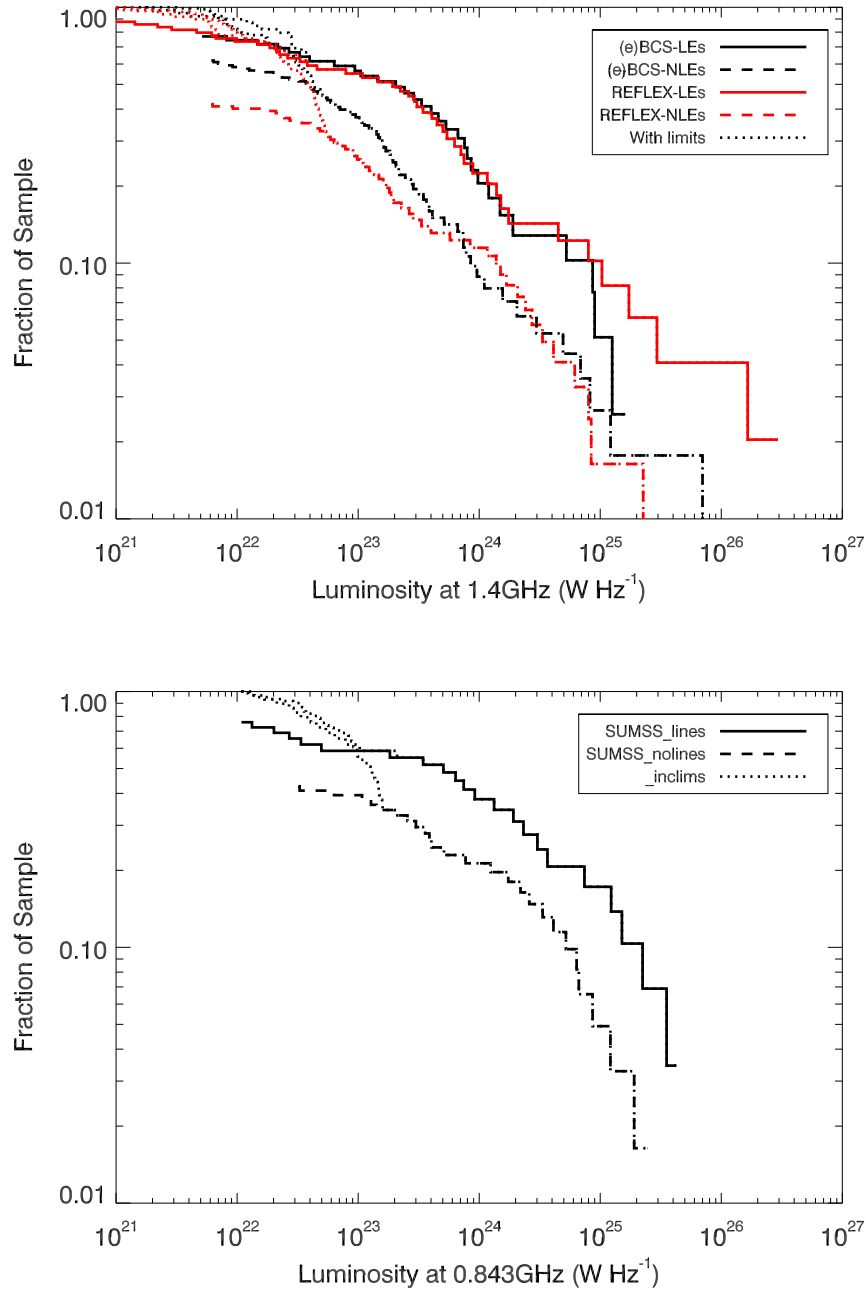 1.00
0.10
0.01
Fraction of Sample
(e)BCS-LEs
(e)BCS-NLEs
REFLEX-LEs
REFLEX-NLEs
With limits
10^21 10^22 10^23 10^24 10^25 10^26 10^27
Luminosity at 1.4GHz (W Hz^-1)
1.00
0.10
0.01
Fraction of Sample
SUMSS_lines
SUMSS_nolines
_inclims
10^21 10^22 10^23 10^24 10^25 10^26 10^27
Luminosity at 0.843GHz (W Hz^-1)